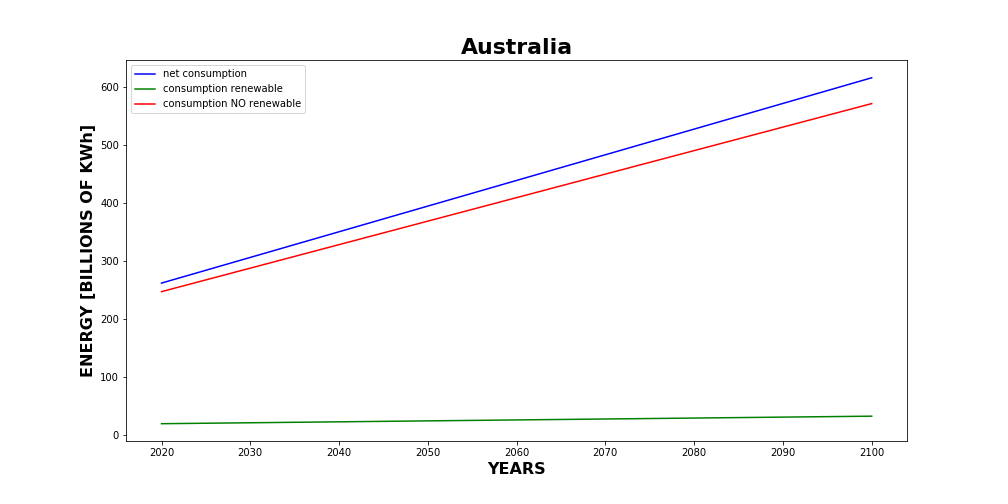 Australia
net consumption
consumption renewable
consumption NO renewable
ENERGY [BILLIONS OF KWh]
600
500
400
300
200
100
0
2020 2030 2040 2050 2060 2070 2080 2090 2100
YEARS